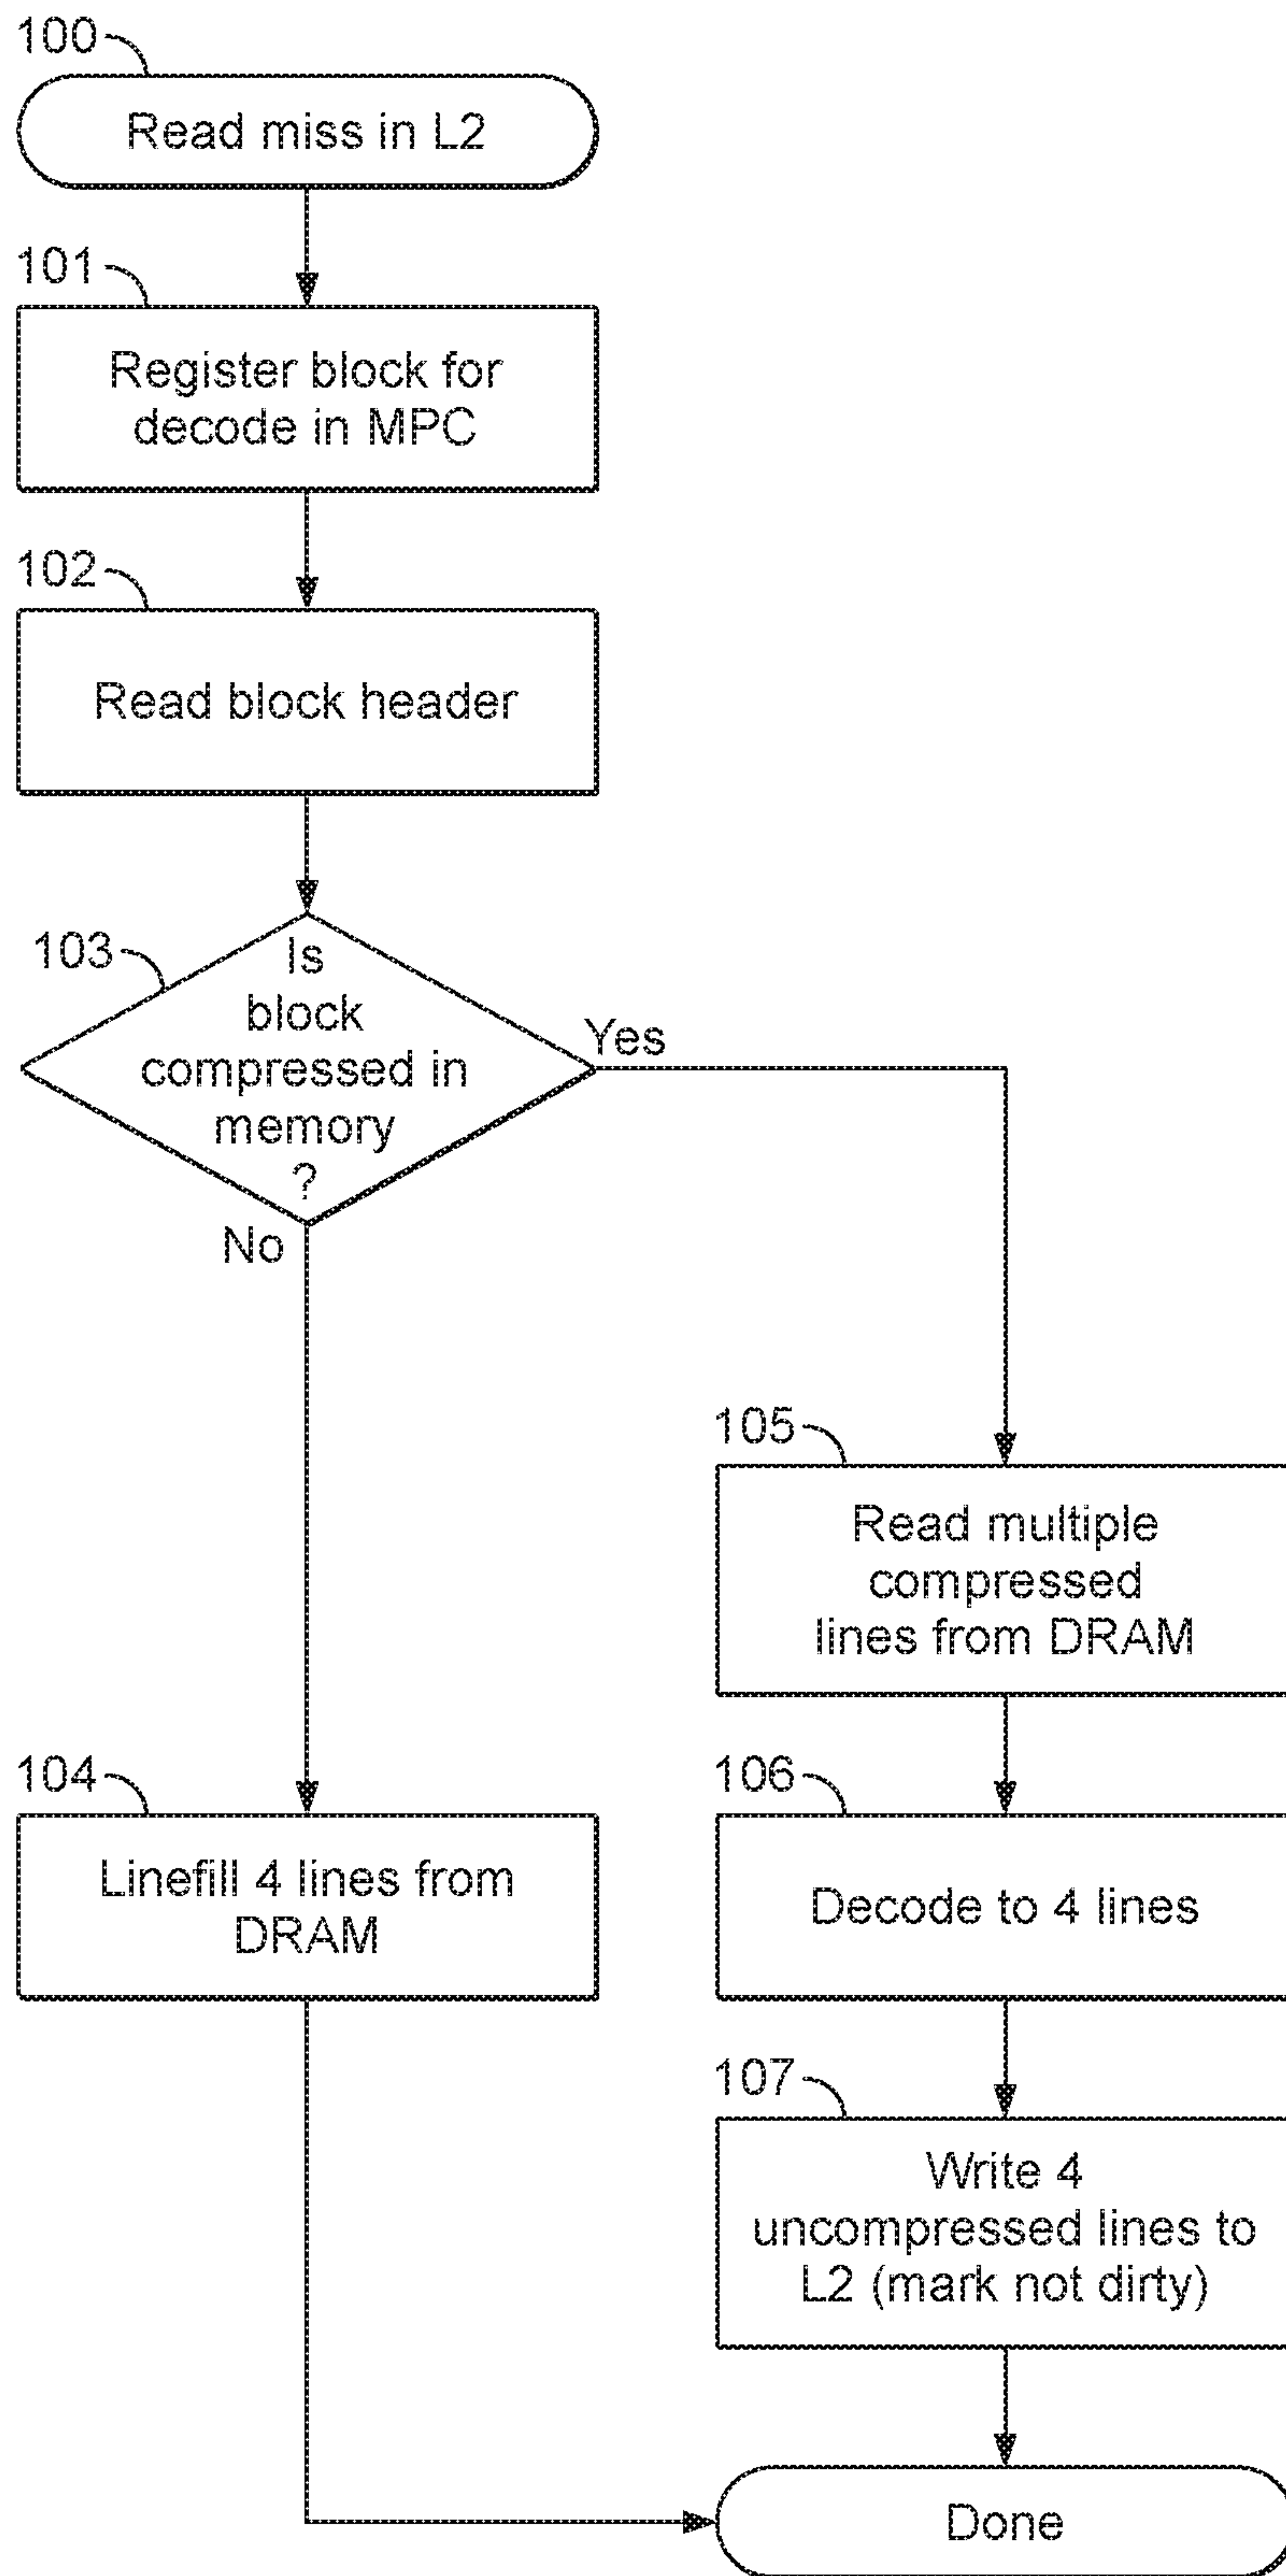 100
Read miss in L2
101
Register block for
decode in MPC
102
Read block header
103
Is
block
compressed in
memory
?
Yes
No
105
Read multiple
compressed
lines from DRAM
104
Linefill 4 lines from
DRAM
106
Decode to 4 lines
107
Write 4
uncompressed lines to
L2 (mark not dirty)
Done